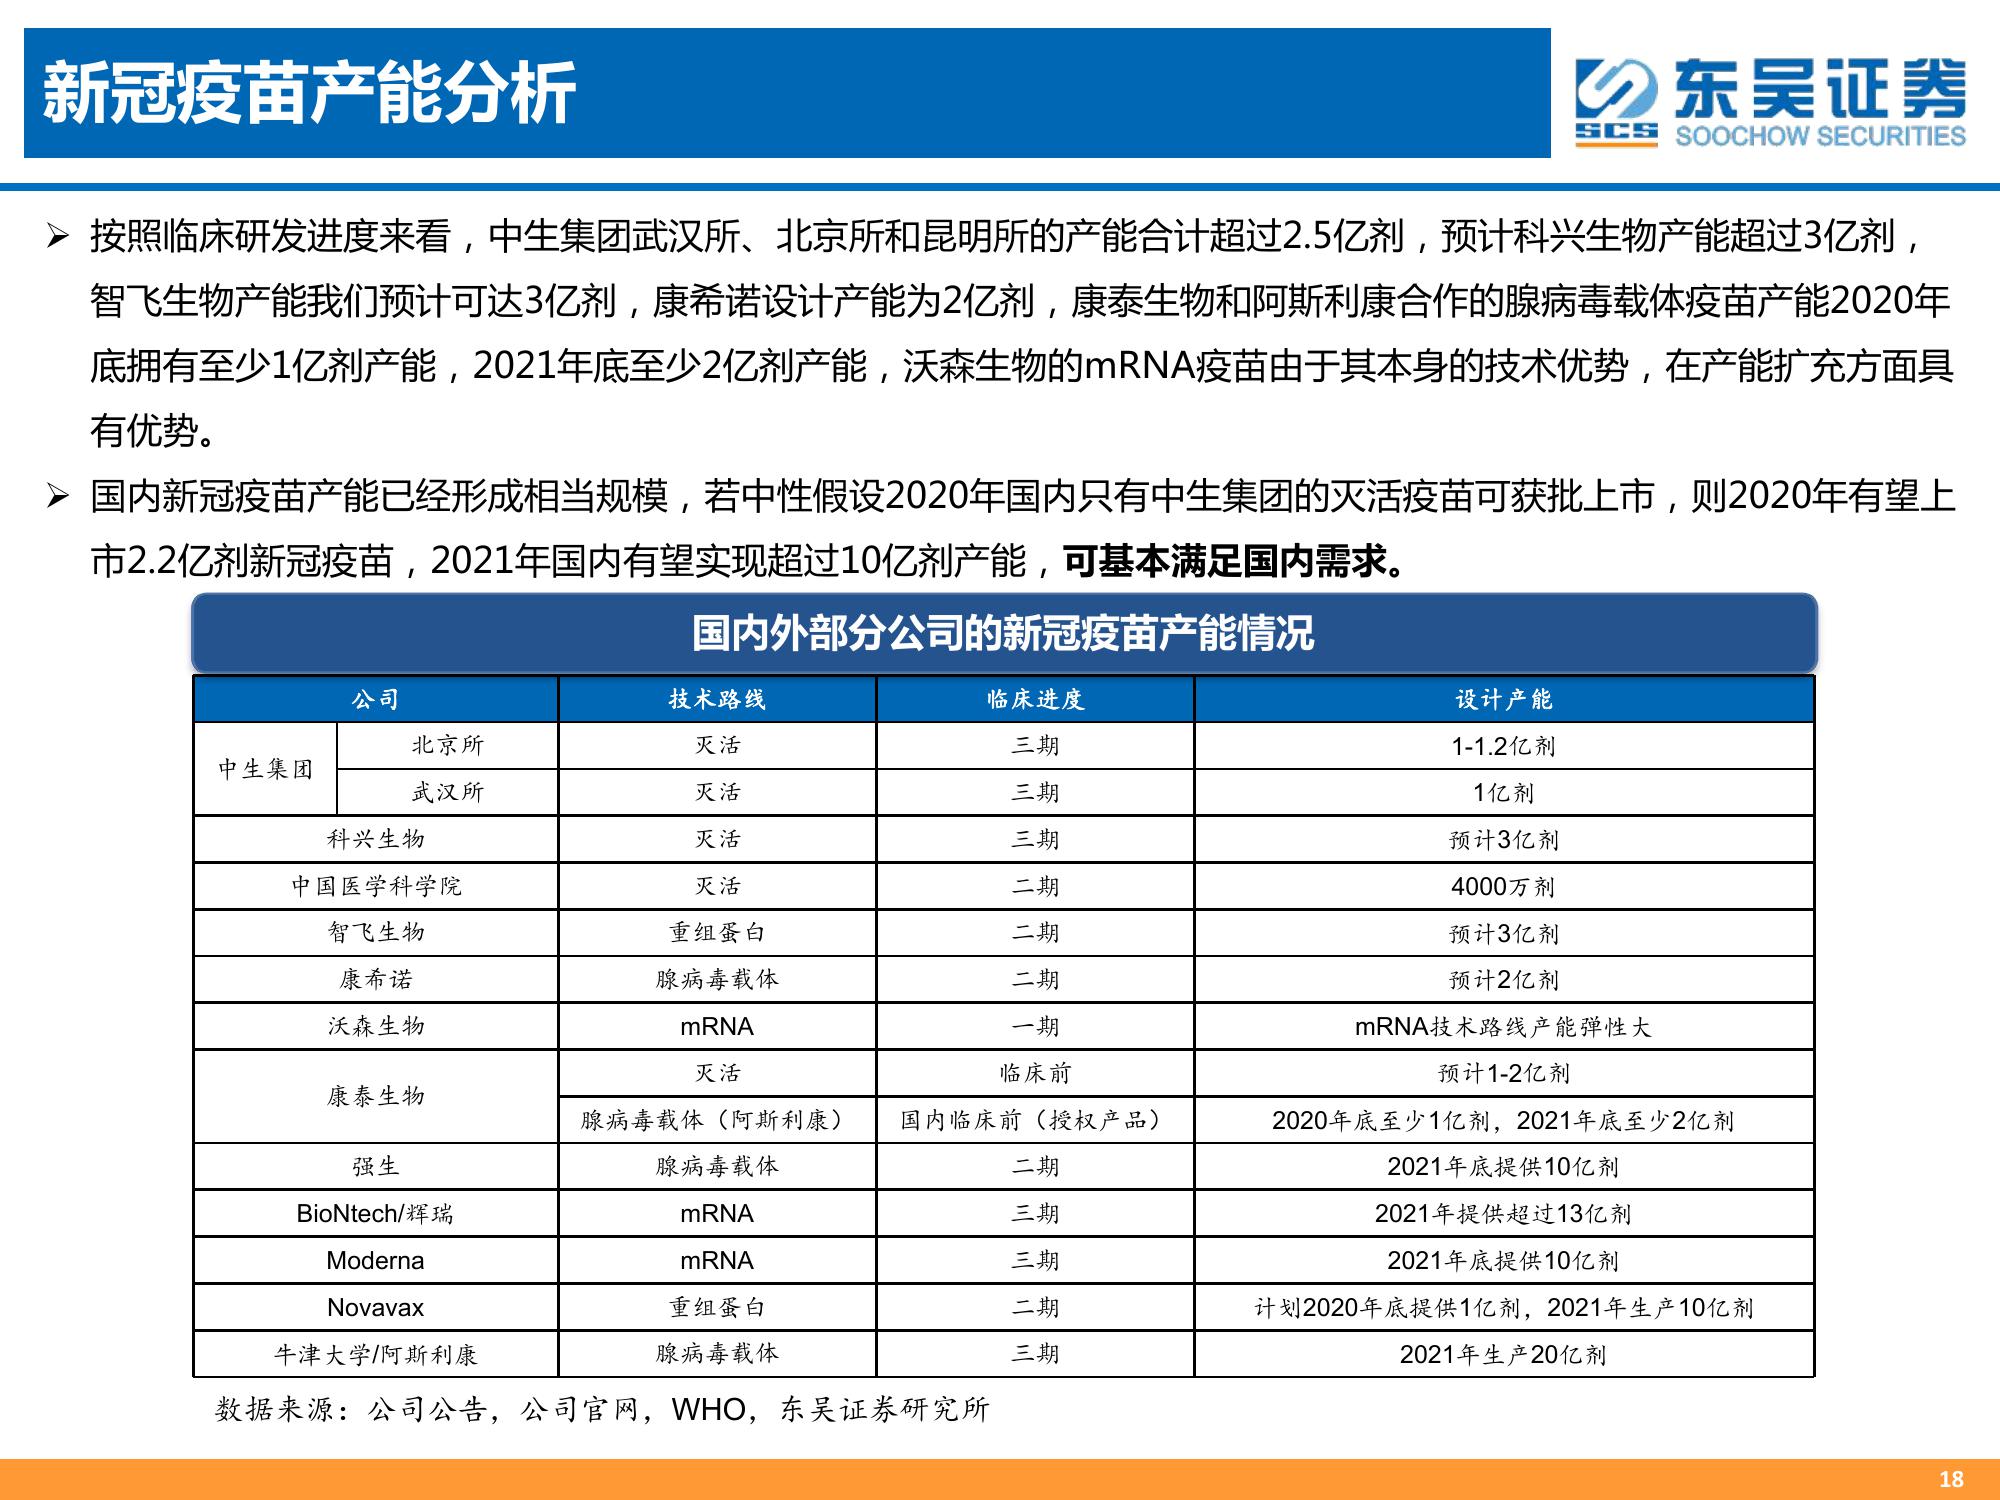 新冠疫苗产能分析
东吴证券
SCS
SOOCHOW SECURITIES
➢ 按照临床研发进度来看，中生集团武汉所、北京所和昆明所的产能合计超过2.5亿剂，预计科兴生物产能超过3亿剂，
智飞生物产能我们预计可达3亿剂，康希诺设计产能为2亿剂，康泰生物和阿斯利康合作的腺病毒载体疫苗产能2020年
底拥有至少1亿剂产能，2021年底至少2亿剂产能，沃森生物的mRNA疫苗由于其本身的技术优势，在产能扩充方面具
有优势。
➢ 国内新冠疫苗产能已经形成相当规模，若中性假设2020年国内只有中生集团的灭活疫苗可获批上市，则2020年有望上
市2.2亿剂新冠疫苗，2021年国内有望实现超过10亿剂产能，可基本满足国内需求。
国内外部分公司的新冠疫苗产能情况
公司 技术路线 临床进度 设计产能
中生集团 北京所 灭活 三期 1-1.2亿剂
武汉所 灭活 三期 1亿剂
科兴生物 灭活 三期 预计3亿剂
中国医学科学院 灭活 二期 4000万剂
智飞生物 重组蛋白 二期 预计3亿剂
康希诺 腺病毒载体 二期 预计2亿剂
沃森生物 mRNA 一期 mRNA技术路线产能弹性大
康泰生物 灭活 临床前 预计1-2亿剂
腺病毒载体（阿斯利康） 国内临床前（授权产品） 2020年底至少1亿剂，2021年底至少2亿剂
强生 腺病毒载体 二期 2021年底提供10亿剂
BioNtech/辉瑞 mRNA 三期 2021年提供超过13亿剂
Moderna mRNA 三期 2021年底提供10亿剂
Novavax 重组蛋白 二期 计划2020年底提供1亿剂，2021年生产10亿剂
牛津大学/阿斯利康 腺病毒载体 三期 2021年生产20亿剂
数据来源：公司公告，公司官网，WHO，东吴证券研究所
18